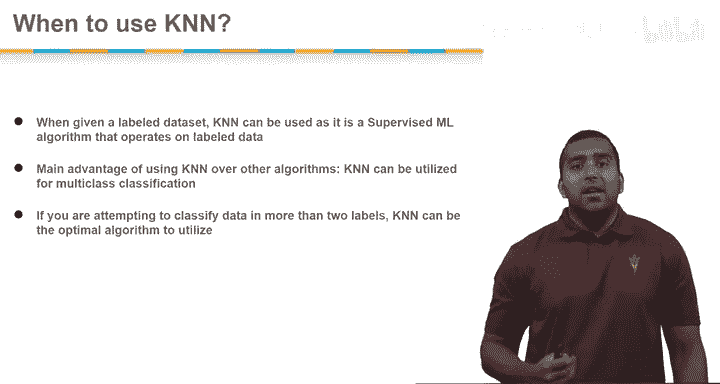 When to use KNN?
● When given a labeled dataset, KNN can be used as it is a Supervised ML
algorithm that operates on labeled data
● Main advantage of using KNN over other algorithms: KNN can be utilized
for multiclass classification
● If you are attempting to classify data in more than two labels, KNN can be
the optimal algorithm to utilize